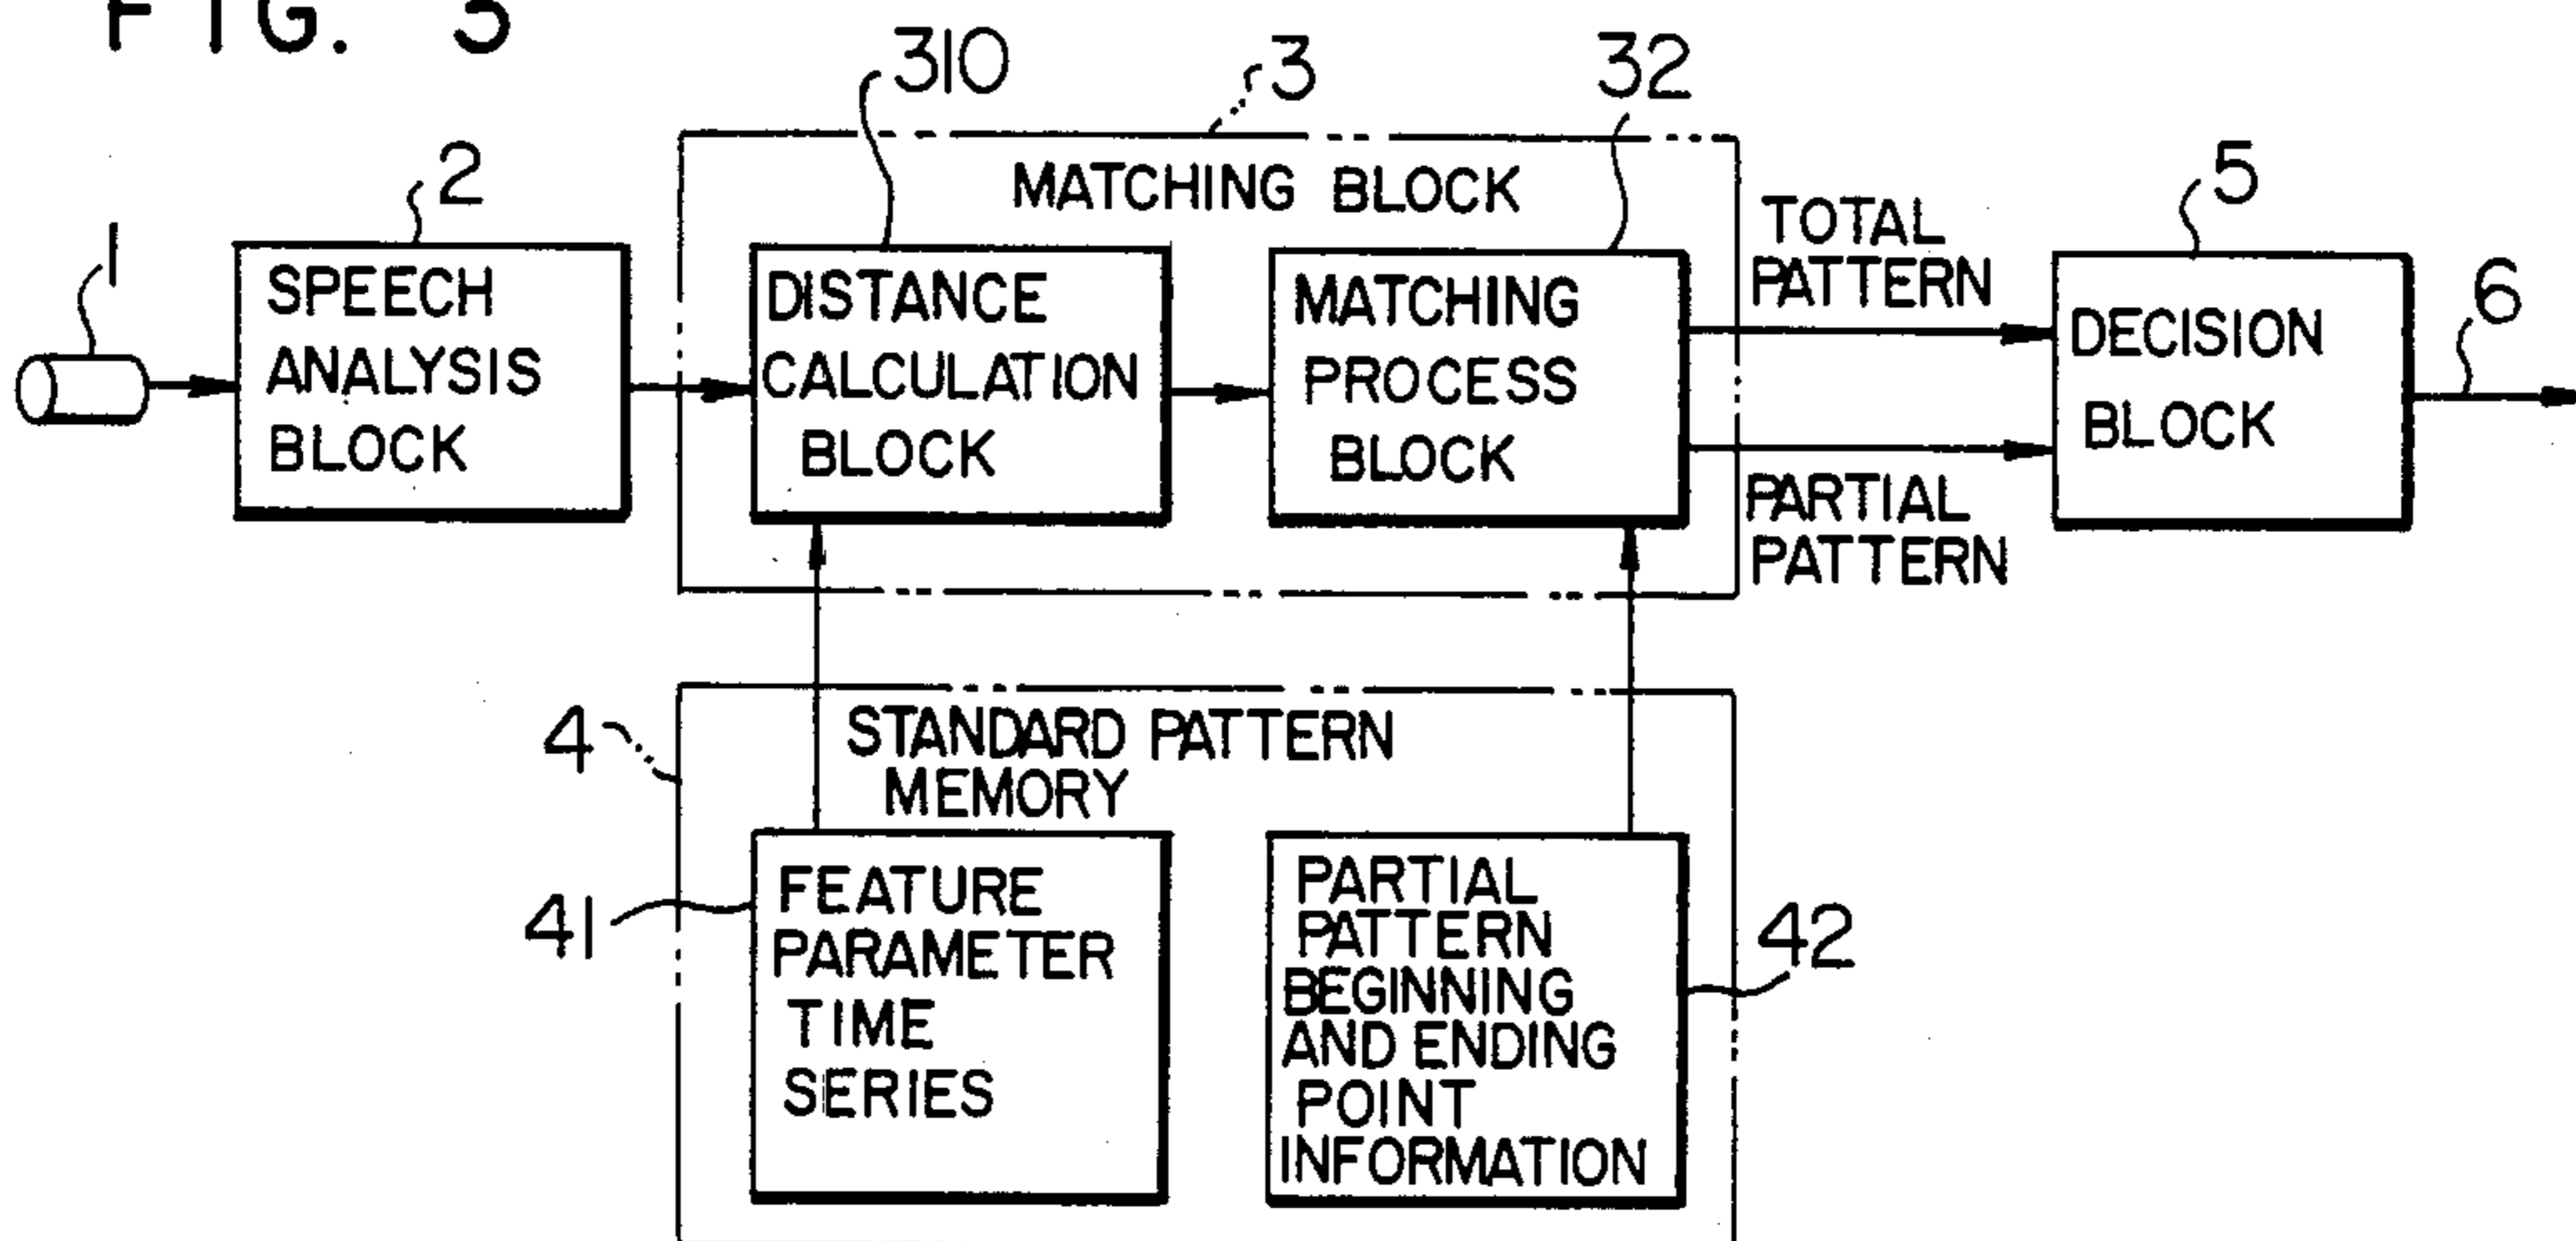 FIG. 3
310
3
32
2
MATCHING BLOCK
5
1
TOTAL
PATTERN
SPEECH
ANALYSIS
BLOCK
DISTANCE
CALCULATION
BLOCK
MATCHING
PROCESS
BLOCK
DECISION
BLOCK
6
PARTIAL
PATTERN
4
STANDARD PATTERN
MEMORY
41
FEATURE
PARAMETER
TIME
SERIES
PARTIAL
PATTERN
BEGINNING
AND ENDING
POINT
INFORMATION
42